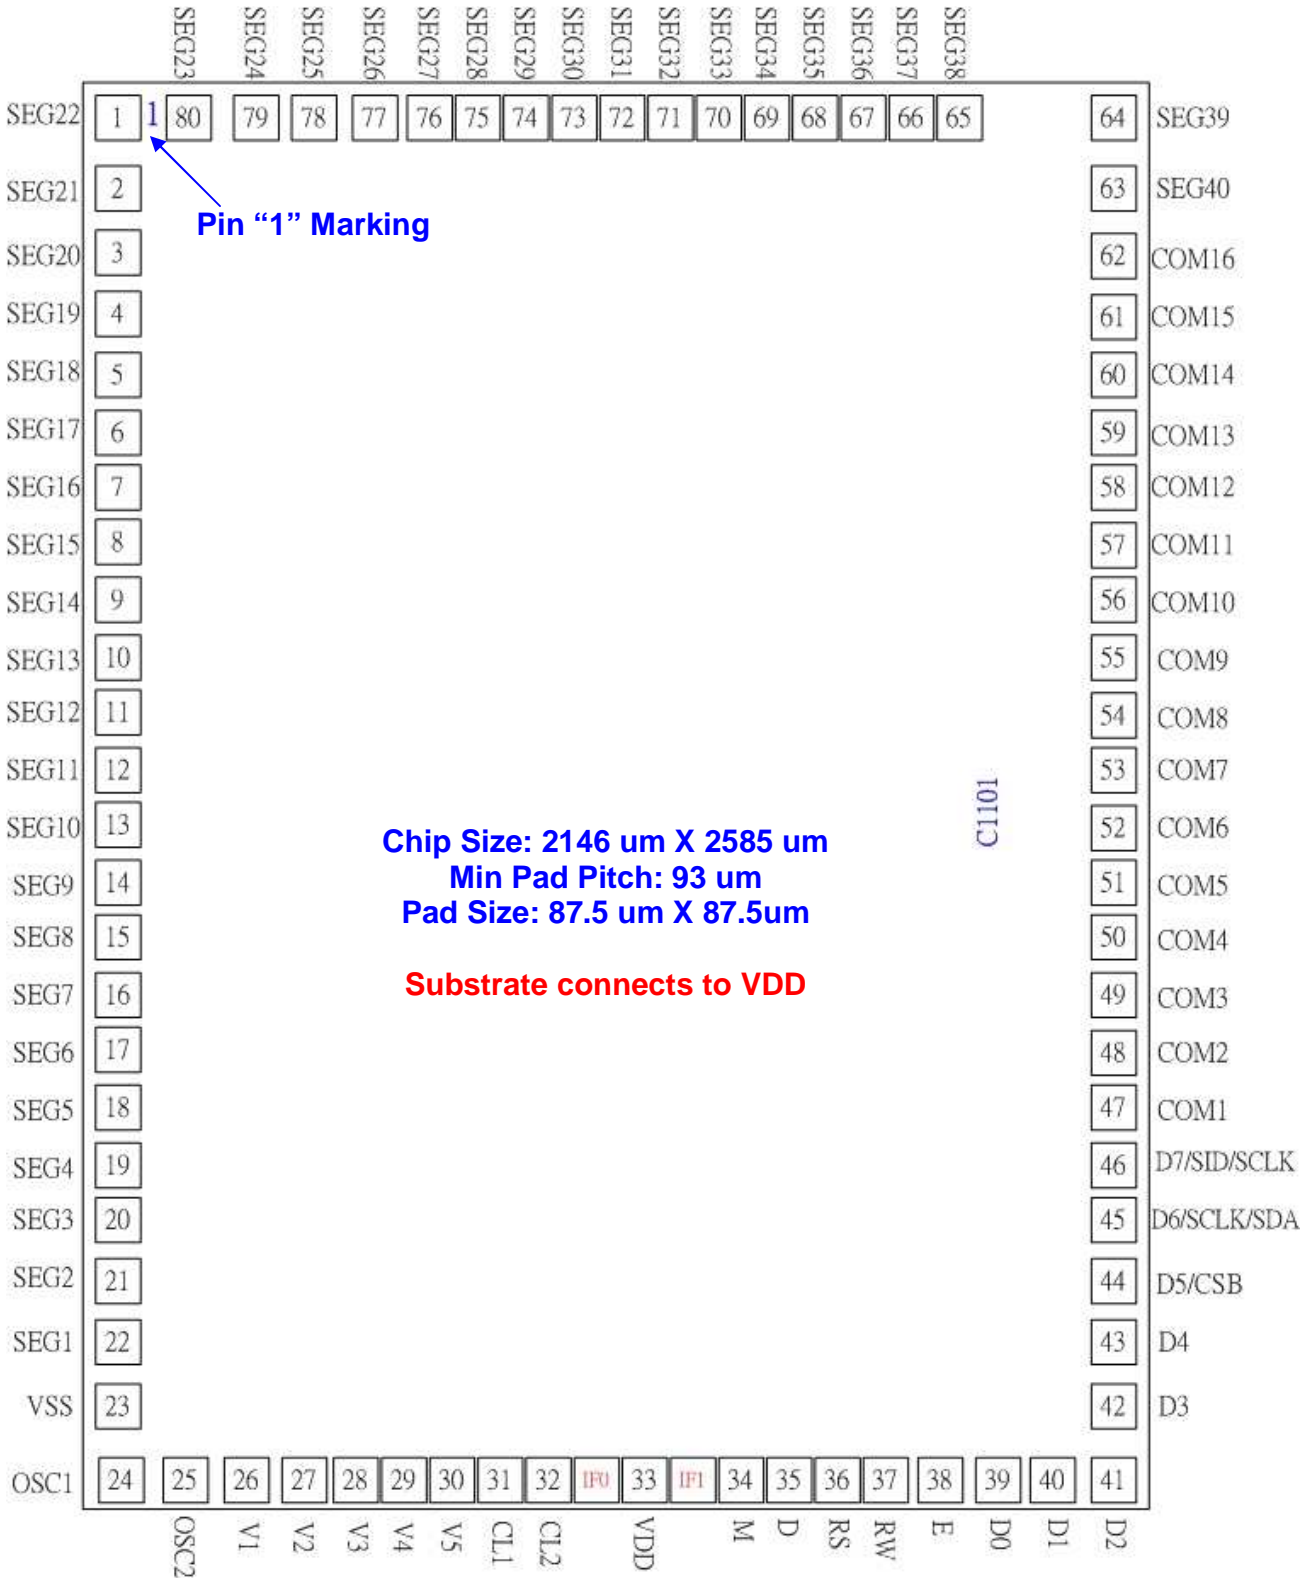 SEG23 SEG24 SEG25 SEG26 SEG27 SEG28 SEG29 SEG30 SEG31 SEG32 SEG33 SEG34 SEG35 SEG36 SEG37 SEG38
SEG22 1 1 80 79 78 77 76 75 74 73 72 71 70 69 68 67 66 65 64 SEG39
SEG21 2 63 SEG40
Pin “1” Marking
SEG20 3 62 COM16
SEG19 4 61 COM15
SEG18 5 60 COM14
SEG17 6 59 COM13
SEG16 7 58 COM12
SEG15 8 57 COM11
SEG14 9 56 COM10
SEG13 10 55 COM9
SEG12 11 54 COM8
SEG11 12 53 COM7
C1101
SEG10 13 52 COM6
Chip Size: 2146 um X 2585 um
Min Pad Pitch: 93 um
SEG9 14 51 COM5
Pad Size: 87.5 um X 87.5um
SEG8 15 50 COM4
Substrate connects to VDD
SEG7 16 49 COM3
SEG6 17 48 COM2
SEG5 18 47 COM1
SEG4 19 46 D7/SID/SCLK
SEG3 20 45 D6/SCLK/SDA
SEG2 21 44 D5/CSB
SEG1 22 43 D4
VSS 23 42 D3
OSC1 24 25 26 27 28 29 30 31 32 IF0 33 IF1 34 35 36 37 38 39 40 41
OSC2 V1 V2 V3 V4 V5 CL1 CL2 VDD M D RS RW E D0 D1 D2